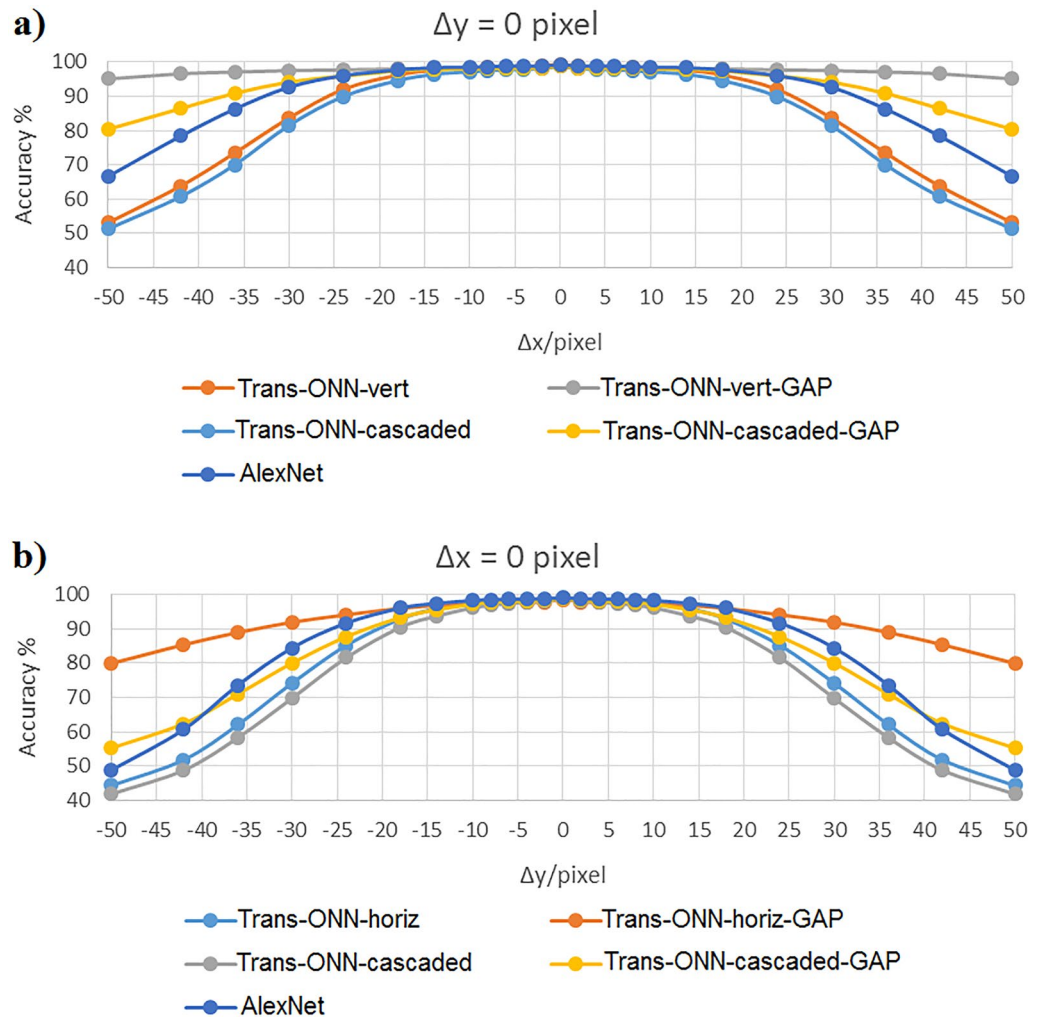 a)
Δy = 0 pixel
100
90
80
70
60
50
40
Accuracy %
-50 -45 -40 -35 -30 -25 -20 -15 -10 -5 0 5 10 15 20 25 30 35 40 45 50
Δx/pixel
Trans-ONN-vert Trans-ONN-vert-GAP
Trans-ONN-cascaded Trans-ONN-cascaded-GAP
AlexNet
b)
Δx = 0 pixel
100
90
80
70
60
50
40
Accuracy %
-50 -45 -40 -35 -30 -25 -20 -15 -10 -5 0 5 10 15 20 25 30 35 40 45 50
Δy/pixel
Trans-ONN-horiz Trans-ONN-horiz-GAP
Trans-ONN-cascaded Trans-ONN-cascaded-GAP
AlexNet